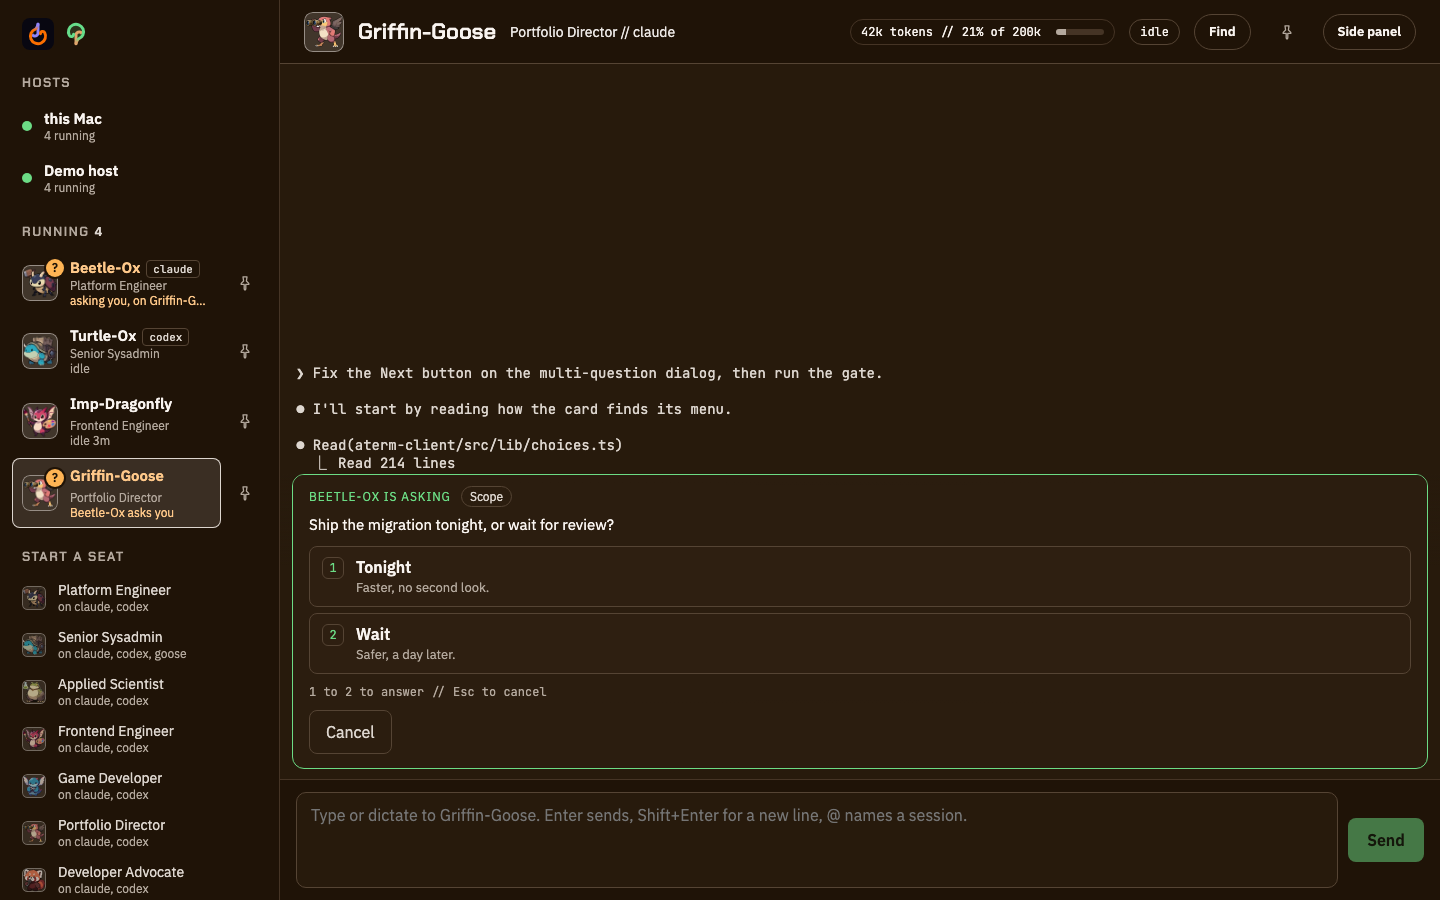 HOSTS
this Mac
4 running
Demo host
4 running
RUNNING 4
? Beetle-Ox claude
Platform Engineer
asking you, on Griffin-G...
Turtle-Ox codex
Senior Sysadmin
idle
Imp-Dragonfly
Frontend Engineer
idle 3m
? Griffin-Goose
Portfolio Director
Beetle-Ox asks you
START A SEAT
Platform Engineer
on claude, codex
Senior Sysadmin
on claude, codex, goose
Applied Scientist
on claude, codex
Frontend Engineer
on claude, codex
Game Developer
on claude, codex
Portfolio Director
on claude, codex
Developer Advocate
on claude, codex
Griffin-Goose Portfolio Director // claude
42k tokens // 21% of 200k
idle
Find
Side panel
❯ Fix the Next button on the multi-question dialog, then run the gate.
● I'll start by reading how the card finds its menu.
● Read(aterm-client/src/lib/choices.ts)
⎿ Read 214 lines
BEETLE-OX IS ASKING Scope
Ship the migration tonight, or wait for review?
1 Tonight
Faster, no second look.
2 Wait
Safer, a day later.
1 to 2 to answer // Esc to cancel
Cancel
Type or dictate to Griffin-Goose. Enter sends, Shift+Enter for a new line, @ names a session.
Send